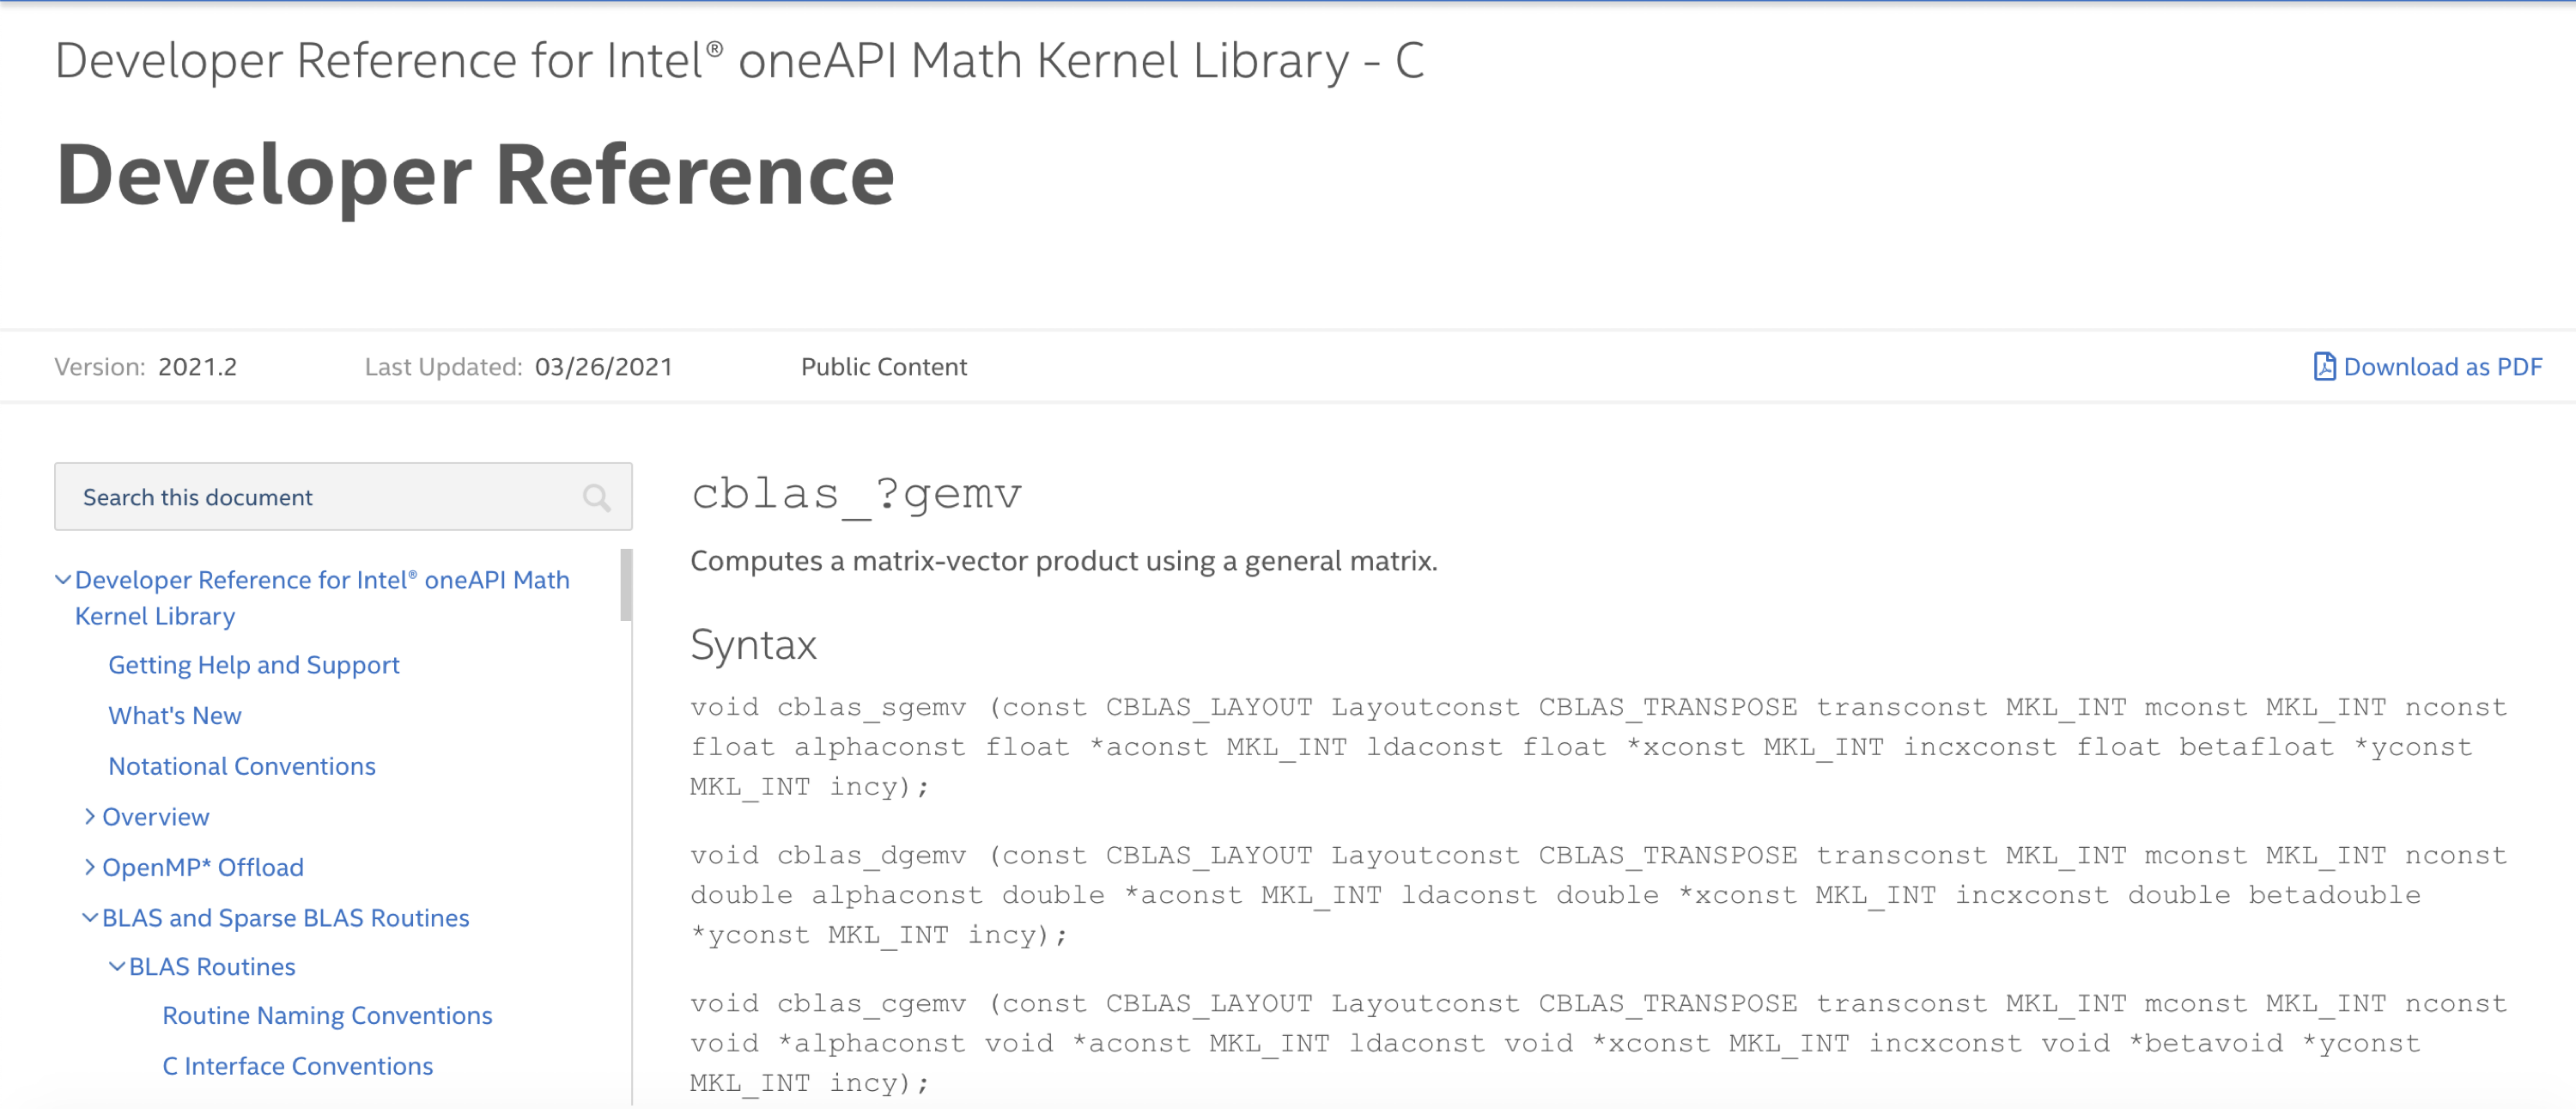 Developer Reference for Intel® oneAPI Math Kernel Library - C
Developer Reference
Version: 2021.2 Last Updated: 03/26/2021 Public Content Download as PDF
Search this document
Developer Reference for Intel® oneAPI Math
Kernel Library
Getting Help and Support
What's New
Notational Conventions
Overview
OpenMP* Offload
BLAS and Sparse BLAS Routines
BLAS Routines
Routine Naming Conventions
C Interface Conventions
cblas_?gemv
Computes a matrix-vector product using a general matrix.
Syntax
void cblas_sgemv (const CBLAS_LAYOUT Layoutconst CBLAS_TRANSPOSE transconst MKL_INT mconst MKL_INT nconst
float alphaconst float *aconst MKL_INT ldaconst float *xconst MKL_INT incxconst float betafloat *yconst
MKL_INT incy);
void cblas_dgemv (const CBLAS_LAYOUT Layoutconst CBLAS_TRANSPOSE transconst MKL_INT mconst MKL_INT nconst
double alphaconst double *aconst MKL_INT ldaconst double *xconst MKL_INT incxconst double betadouble
*yconst MKL_INT incy);
void cblas_cgemv (const CBLAS_LAYOUT Layoutconst CBLAS_TRANSPOSE transconst MKL_INT mconst MKL_INT nconst
void *alphaconst void *aconst MKL_INT ldaconst void *xconst MKL_INT incxconst void *betavoid *yconst
MKL_INT incy);